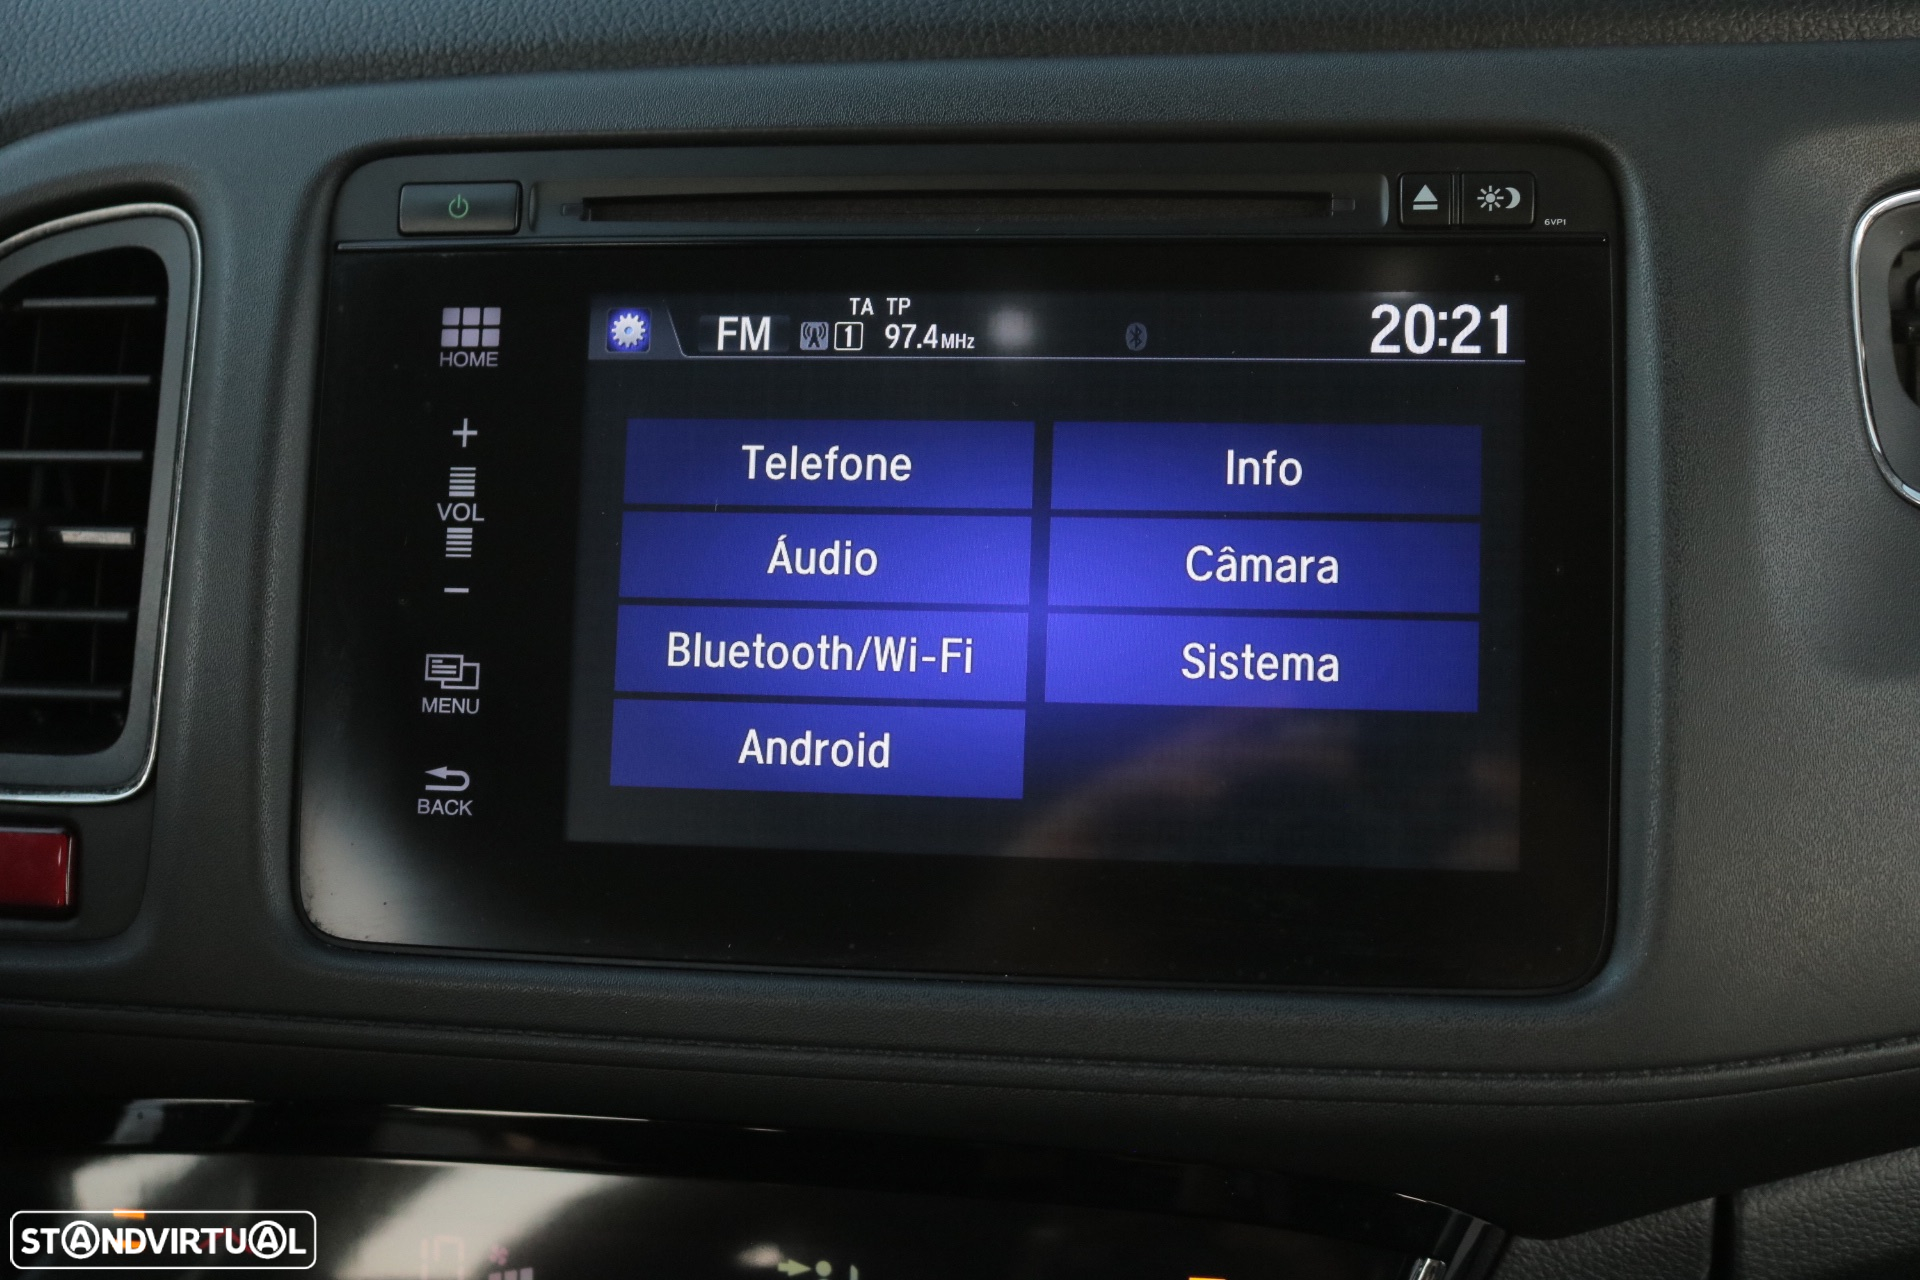 6VP1
TA TP
FM 1 97.4MHz
20:21
HOME
+
VOL
−
MENU
BACK
Telefone
Info
Áudio
Câmara
Bluetooth/Wi-Fi
Sistema
Android
STANDVIRTUAL